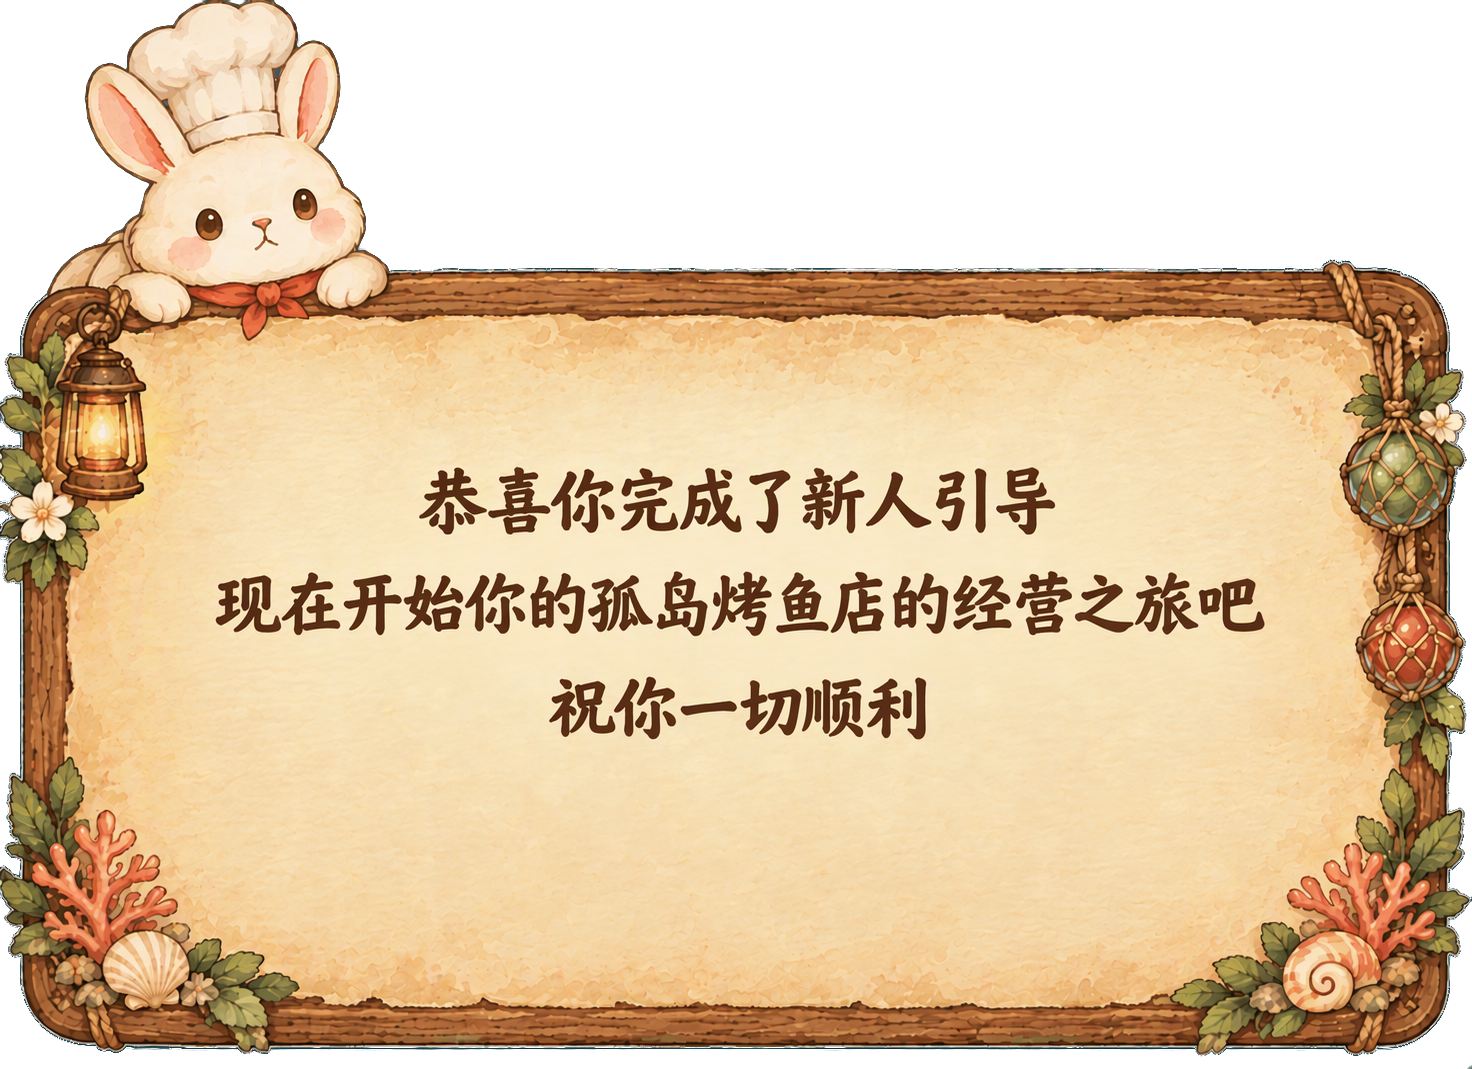 恭喜你完成了新人引导
现在开始你的孤岛烤鱼店的经营之旅吧
祝你一切顺利